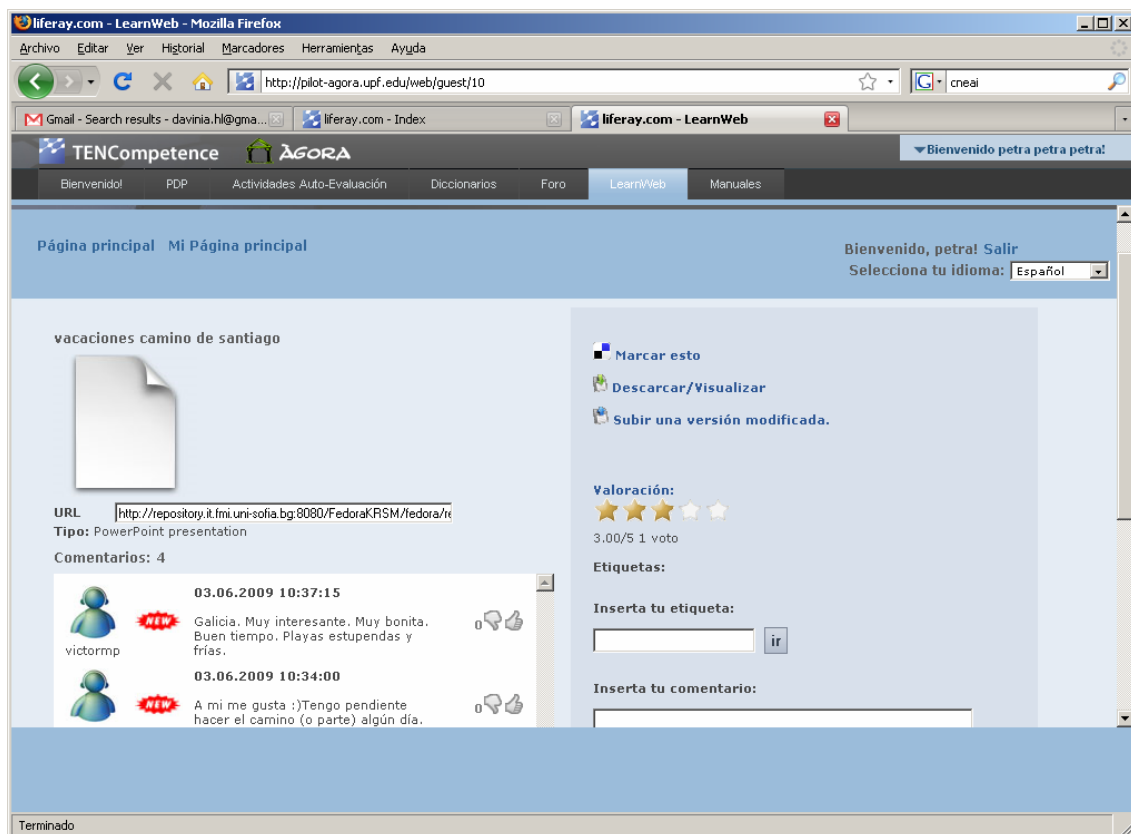 liferay.com - LearnWeb - Mozilla Firefox
Archivo Editar Ver Historial Marcadores Herramientas Ayuda
http://pilot-agora.upf.edu/web/guest/10 G cneai
Gmail - Search results - davinia.hl@gma... liferay.com - Index liferay.com - LearnWeb
TENCompetence ÀGORA Bienvenido petra petra petra!
Bienvenido! PDP Actividades Auto-Evaluación Diccionarios Foro LearnWeb Manuales
Página principal Mi Página principal
Bienvenido, petra! Salir
Selecciona tu idioma: Español
vacaciones camino de santiago
URL http://repository.it.fmi.uni-sofia.bg:8080/FedoraKRSM/fedora/re
Tipo: PowerPoint presentation
Comentarios: 4
03.06.2009 10:37:15
NEW
Galicia. Muy interesante. Muy bonita.
Buen tiempo. Playas estupendas y
frías.
0
victormp
03.06.2009 10:34:00
NEW
A mi me gusta :)Tengo pendiente
hacer el camino (o parte) algún día.
0
Marcar esto
Descarcar/Visualizar
Subir una versión modificada.
Valoración:
3.00/5 1 voto
Etiquetas:
Inserta tu etiqueta:
ir
Inserta tu comentario:
Terminado